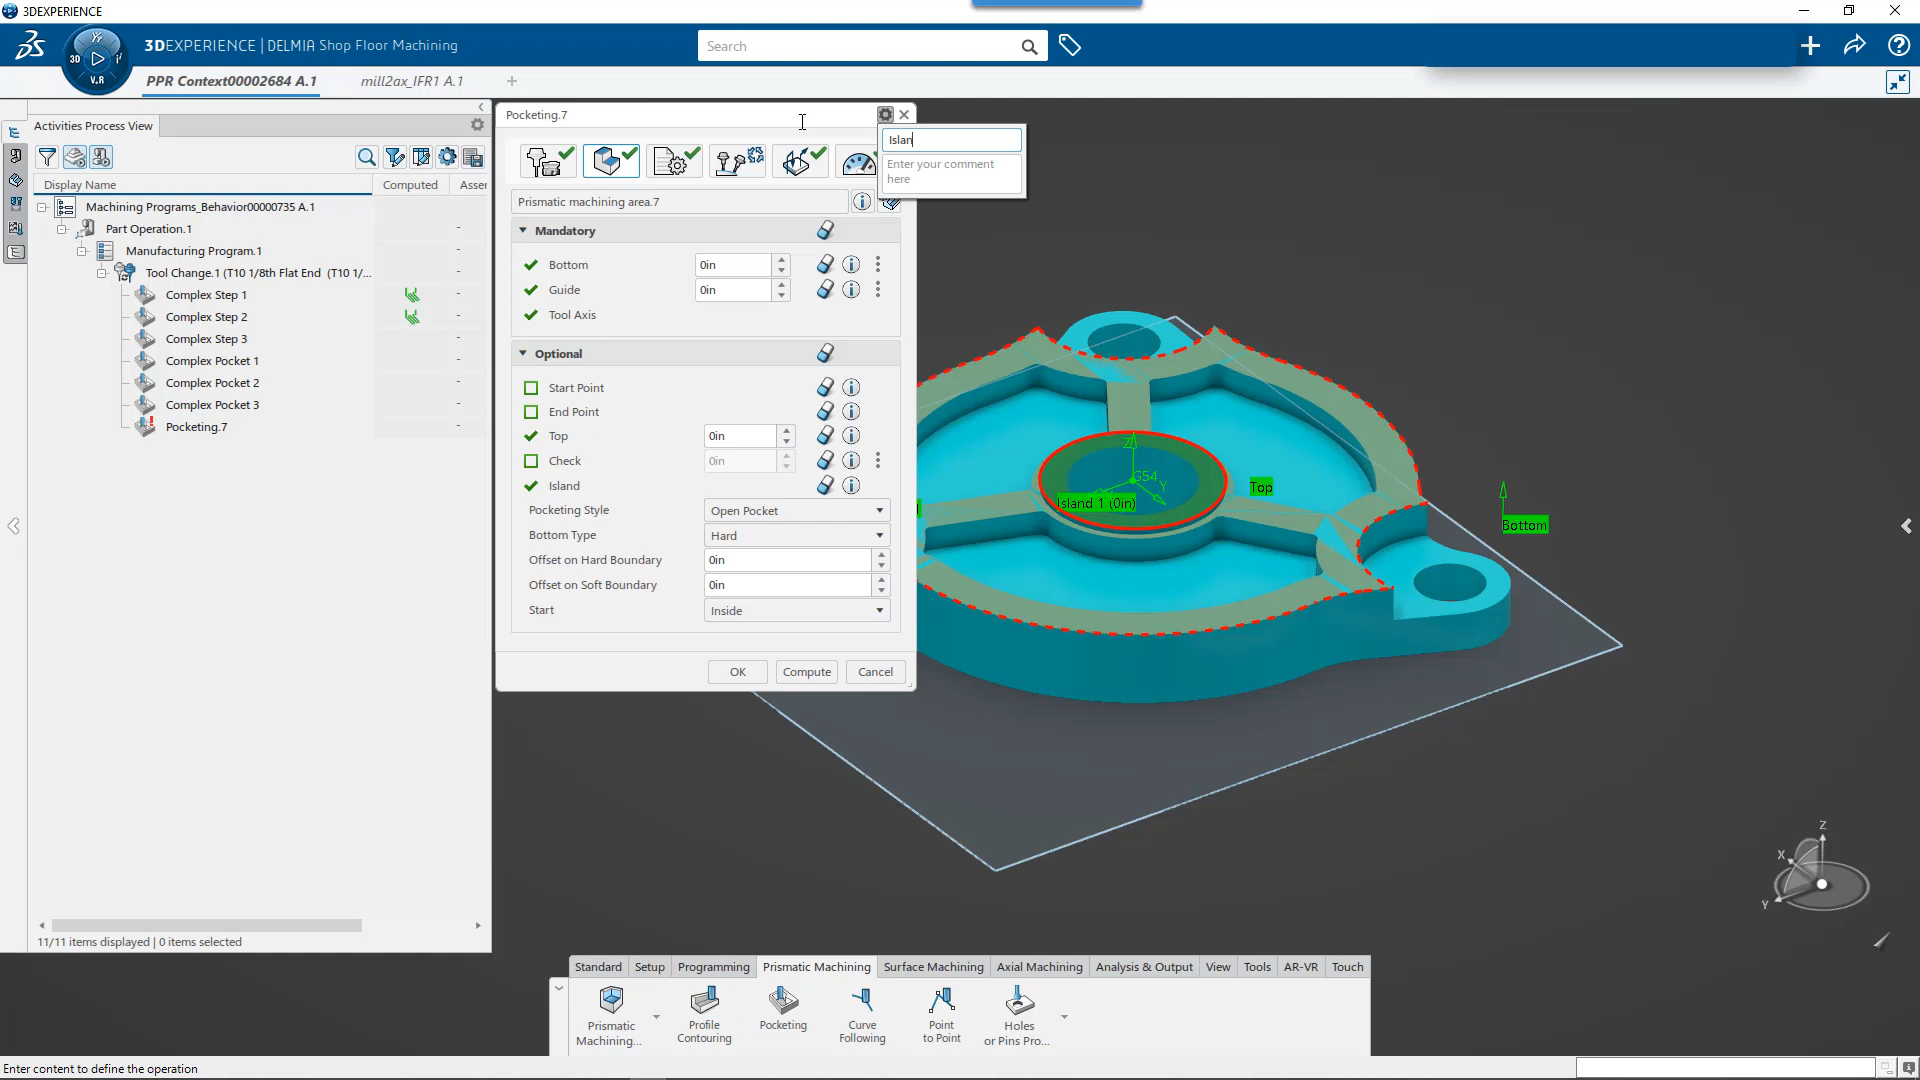 3DEXPERIENCE
3DEXPERIENCE | DELMIA Shop Floor Machining
Search
3D
V.R
PPR Context00002684 A.1
mill2ax_IFR1 A.1
Activities Process View
Display Name
Computed
Asser
Machining Programs_Behavior00000735 A.1
Part Operation.1
Manufacturing Program.1
Tool Change.1 (T10 1/8th Flat End (T10 1/...
Complex Step 1
Complex Step 2
Complex Step 3
Complex Pocket 1
Complex Pocket 2
Complex Pocket 3
Pocketing.7
11/11 items displayed | 0 items selected
Pocketing.7
Islan
Enter your comment
here
Prismatic machining area.7
Mandatory
Bottom 0in
Guide 0in
Tool Axis
Optional
Start Point
End Point
Top 0in
Check 0in
Island
Pocketing Style Open Pocket
Bottom Type Hard
Offset on Hard Boundary 0in
Offset on Soft Boundary 0in
Start Inside
OK
Compute
Cancel
Z
G54
Y
Island 1 (0in)
Top
Bottom
Z
X
Y
Standard
Setup
Programming
Prismatic Machining
Surface Machining
Axial Machining
Analysis & Output
View
Tools
AR-VR
Touch
Prismatic
Machining...
Profile
Contouring
Pocketing
Curve
Following
Point
to Point
Holes
or Pins Pro...
Enter content to define the operation